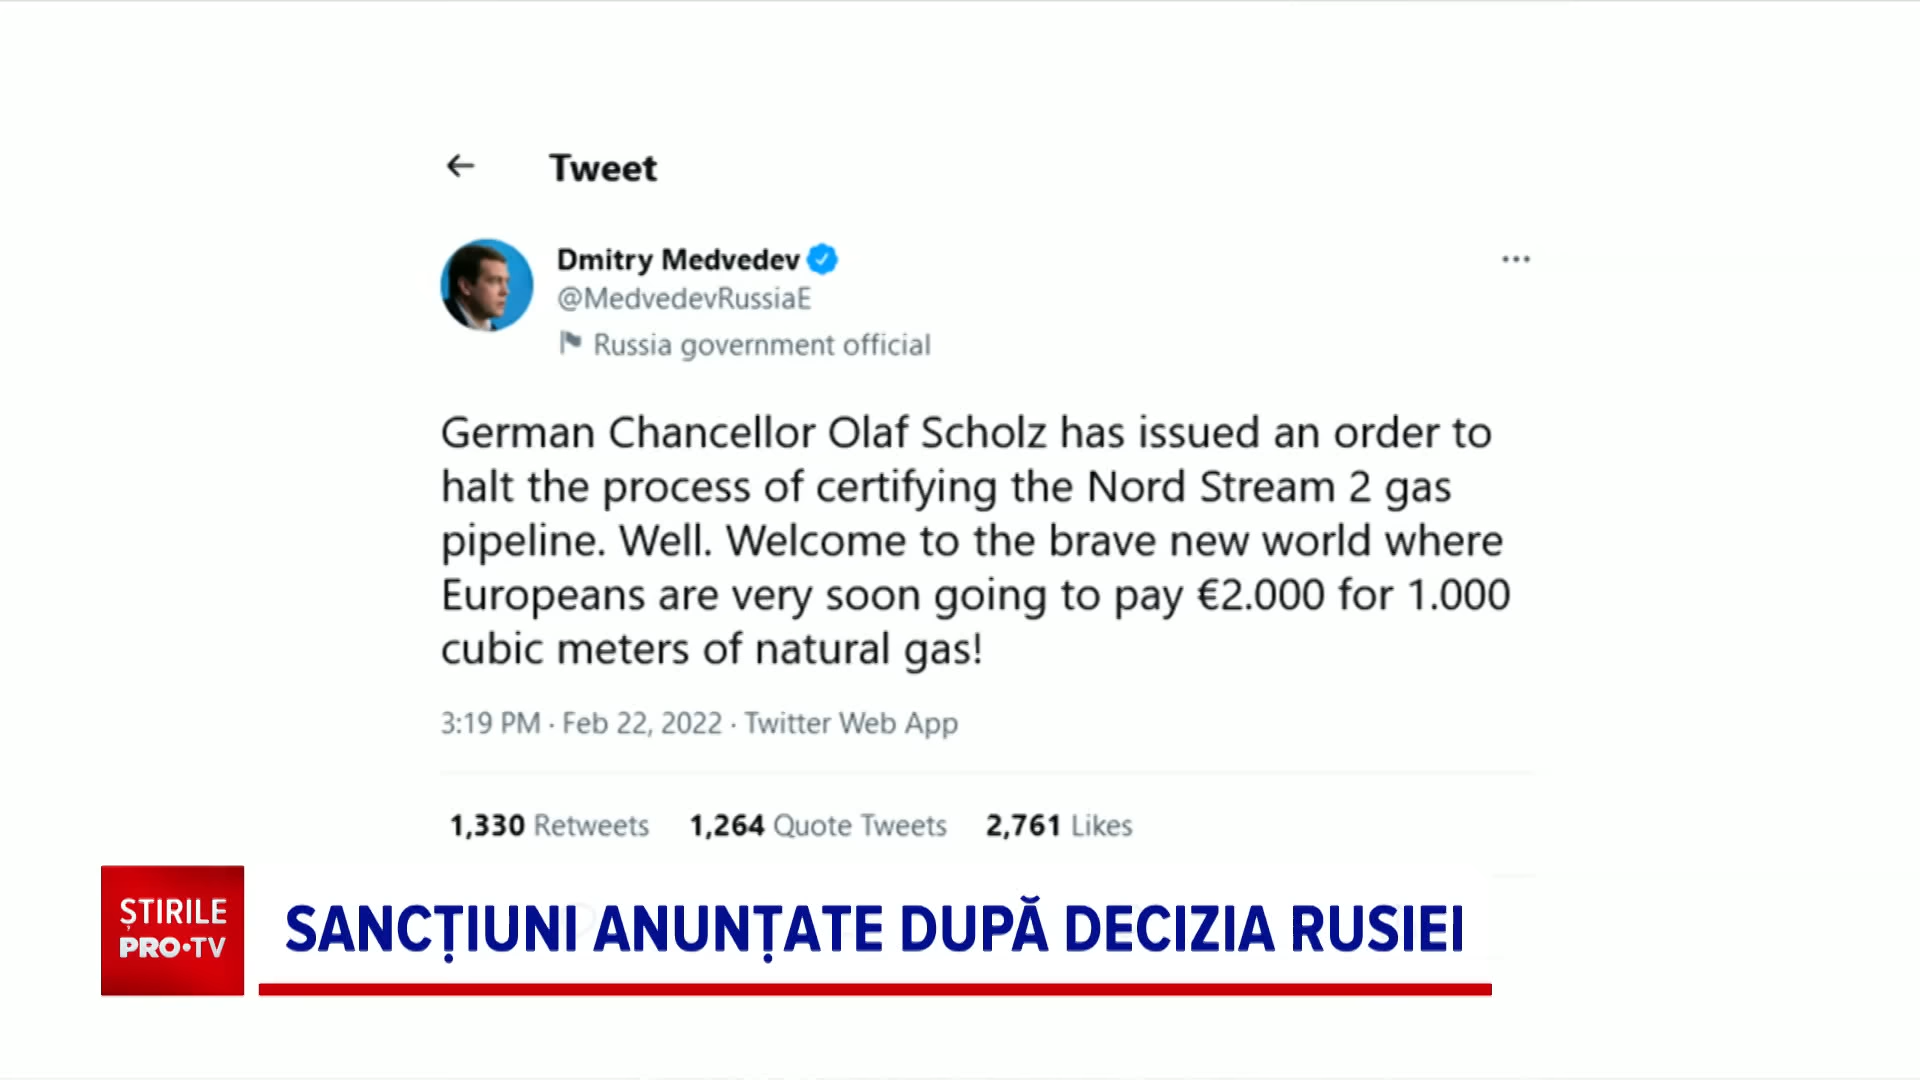 Tweet
Dmitry Medvedev
@MedvedevRussiaE
Russia government official
German Chancellor Olaf Scholz has issued an order to
halt the process of certifying the Nord Stream 2 gas
pipeline. Well. Welcome to the brave new world where
Europeans are very soon going to pay €2.000 for 1.000
cubic meters of natural gas!
3:19 PM · Feb 22, 2022 · Twitter Web App
1,330 Retweets 1,264 Quote Tweets 2,761 Likes
ȘTIRILE
PRO•TV
SANCȚIUNI ANUNȚATE DUPĂ DECIZIA RUSIEI